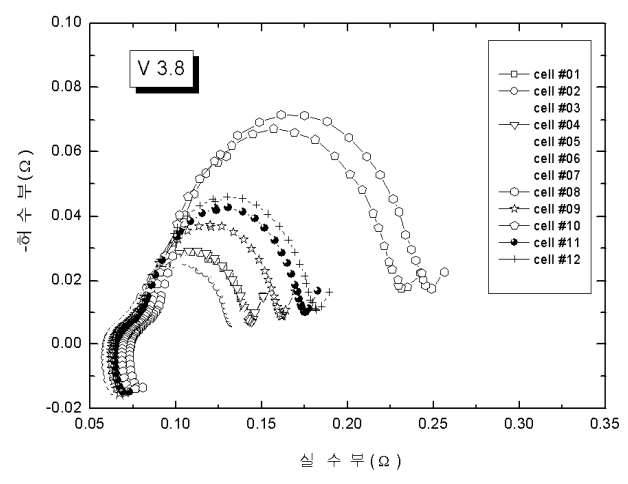 0.10
V 3.8
cell #01
cell #02
cell #03
cell #04
cell #05
cell #06
cell #07
cell #08
cell #09
cell #10
cell #11
cell #12
0.08
0.06
0.04
0.02
0.00
-0.02
-허 수 부(Ω)
0.05 0.10 0.15 0.20 0.25 0.30 0.35
실 수 부(Ω)